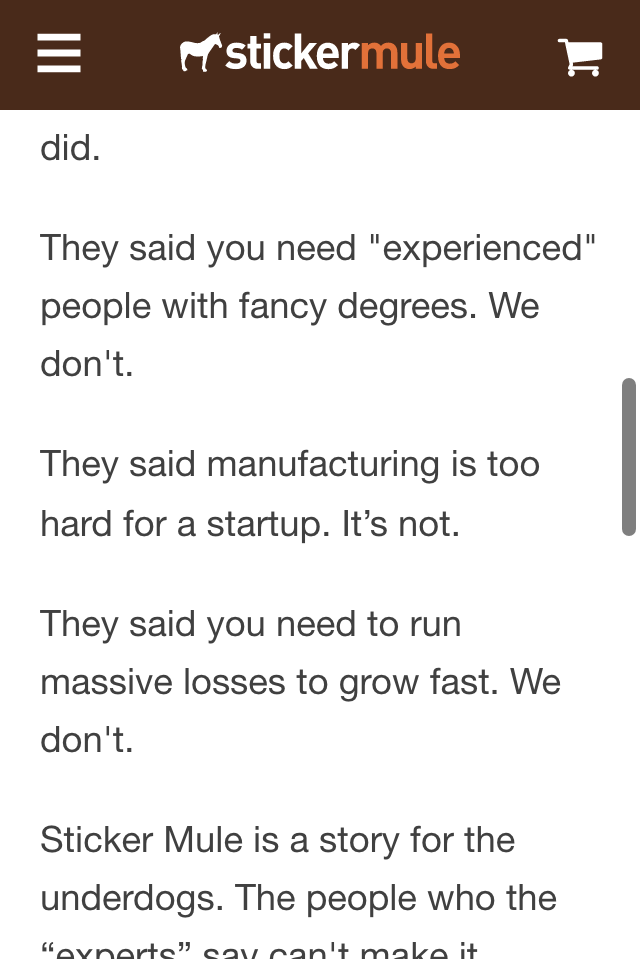 stickermule
did.
They said you need "experienced"
people with fancy degrees. We
don't.
They said manufacturing is too
hard for a startup. It’s not.
They said you need to run
massive losses to grow fast. We
don't.
Sticker Mule is a story for the
underdogs. The people who the
“experts” say can't make it